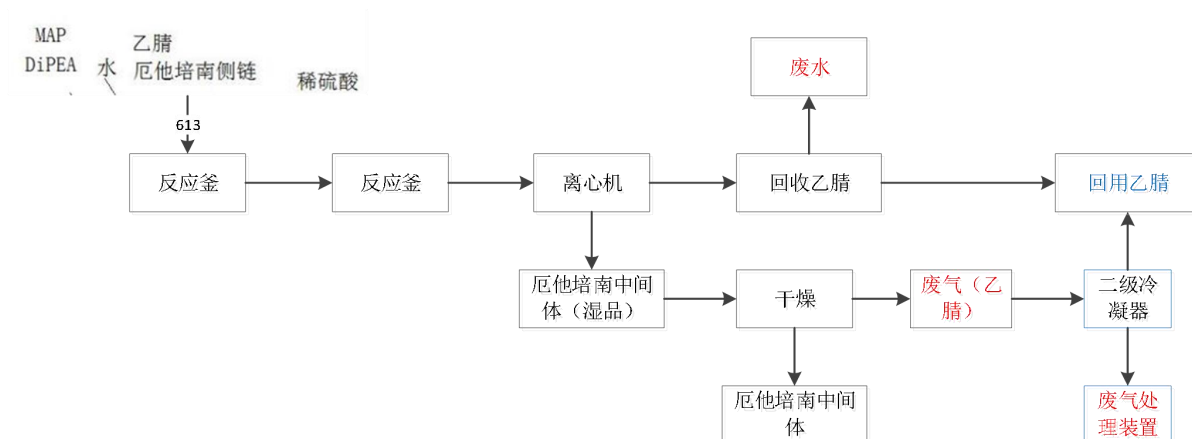 MAP
DiPEA
水
乙腈
厄他培南侧链
稀硫酸
613
反应釜
反应釜
离心机
回收乙腈
废水
回用乙腈
厄他培南中间
体（湿品）
干燥
废气（乙
腈）
二级冷
凝器
厄他培南中间
体
废气处
理装置